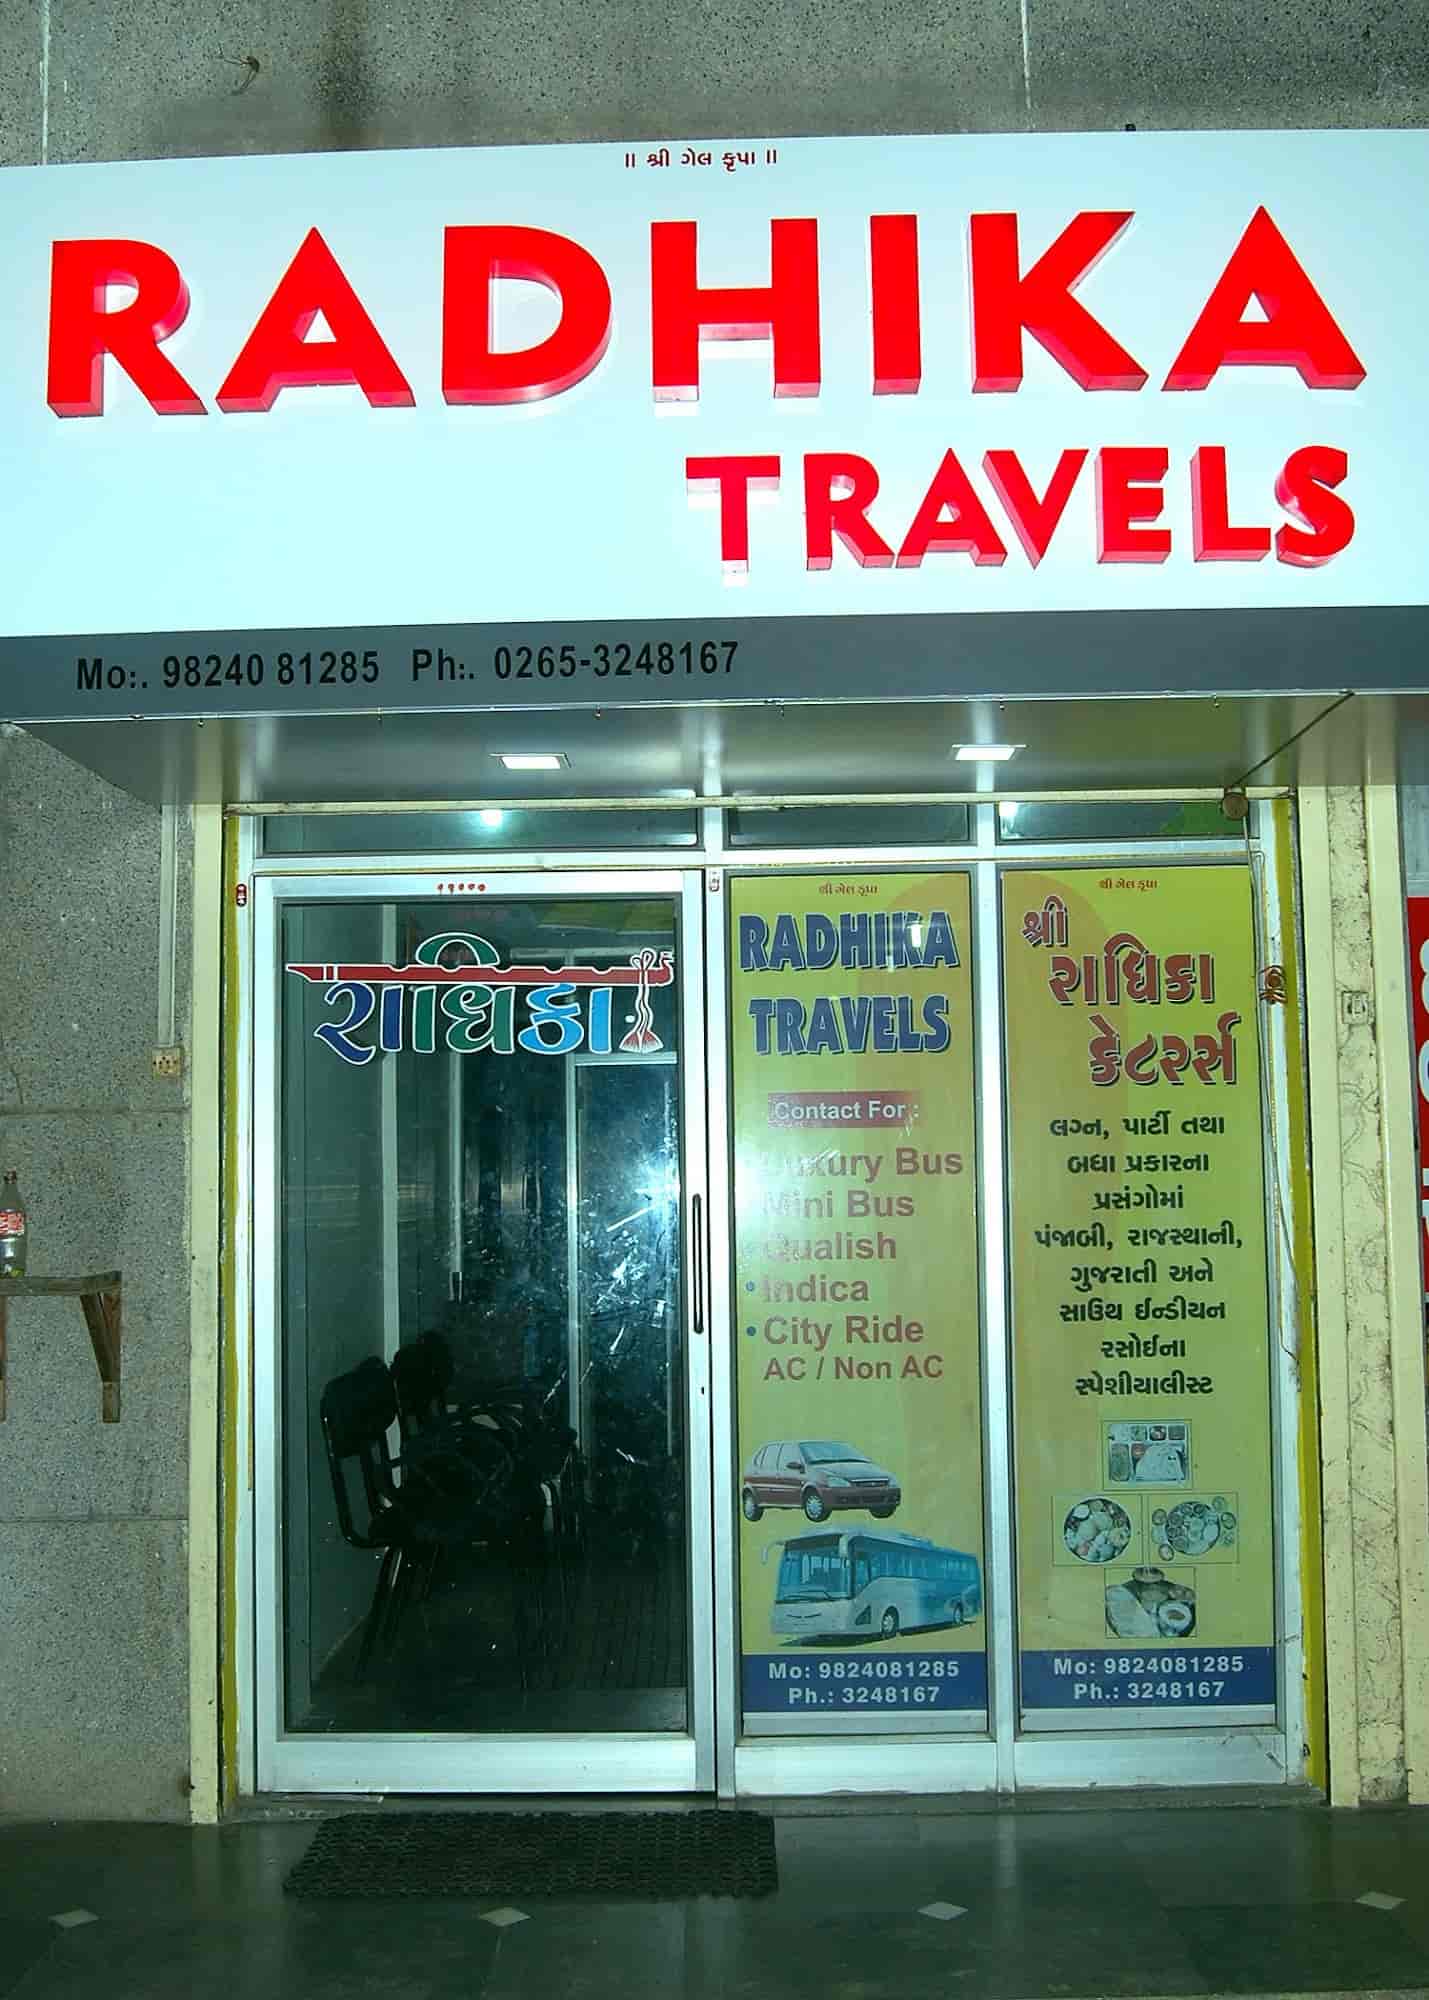 ॥ શ્રી ગેલ કૃપા ॥
RADHIKA
TRAVELS
Mo:. 98240 81285 Ph:. 0265-3248167
રાધિકા
શ્રી ગેલ કૃપા
RADHIKA
TRAVELS
Contact For :
Luxury Bus
Mini Bus
Qualish
• Indica
• City Ride
AC / Non AC
Mo: 9824081285
Ph.: 3248167
શ્રી ગેલ કૃપા
શ્રી
રાધિકા
કેટરર્સ
લગ્ન, પાર્ટી તથા
બધા પ્રકારના
પ્રસંગોમાં
પંજાબી, રાજસ્થાની,
ગુજરાતી અને
સાઉથ ઈન્ડીયન
રસોઈના
સ્પેશીયાલીસ્ટ
Mo: 9824081285
Ph.: 3248167